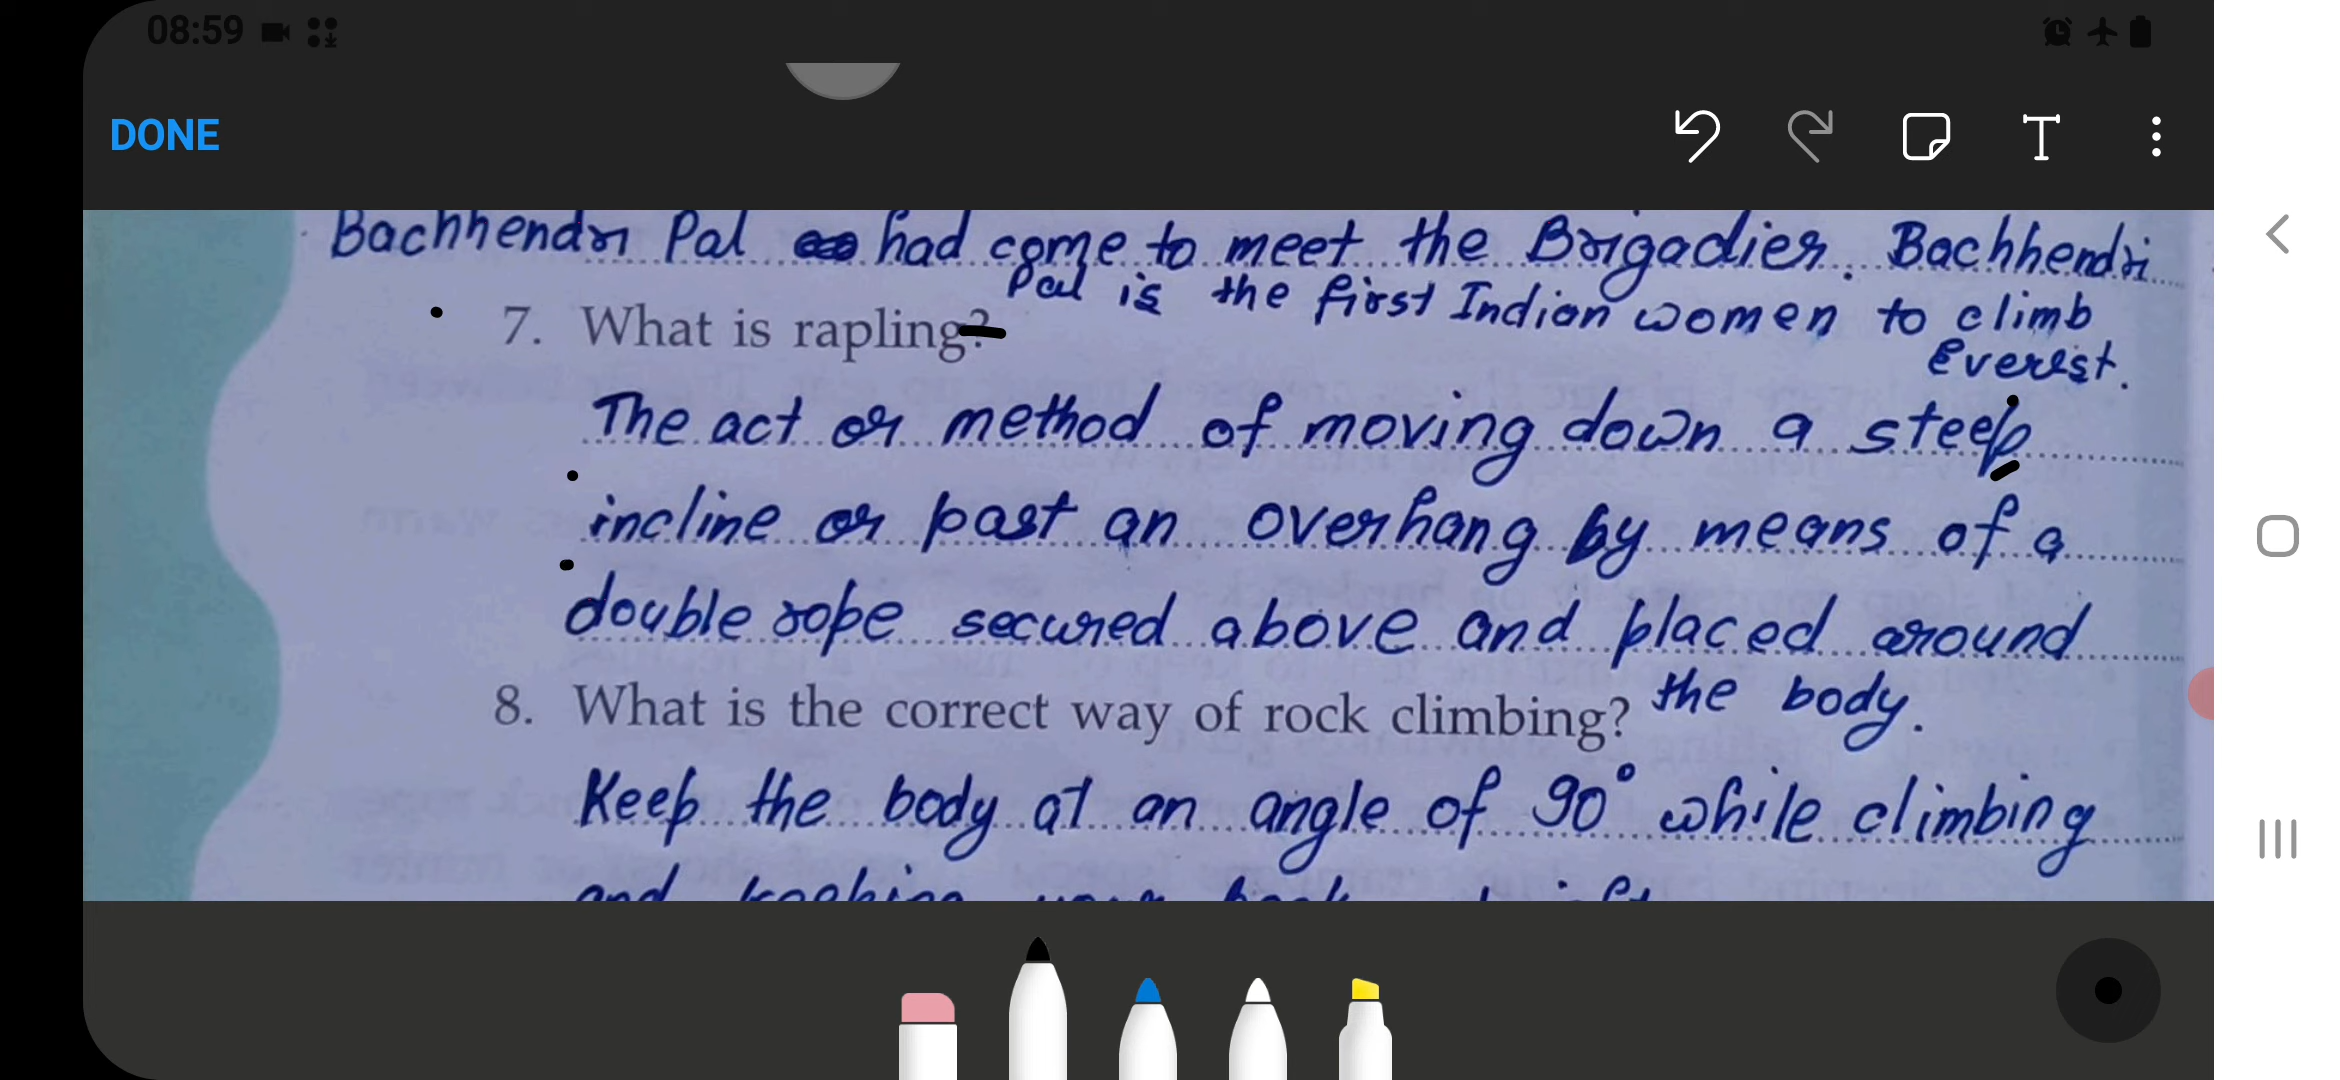 08:59
DONE
T
Bachhendri Pal had come to meet the Brigadier. Bachhendri
Pal is the first Indian women to climb
Everest.
7. What is rapling?
The act or method of moving down a steep
incline or past an overhang by means of a
double rope secured above and placed around
the body.
8. What is the correct way of rock climbing?
Keep the body at an angle of 90° while climbing
and